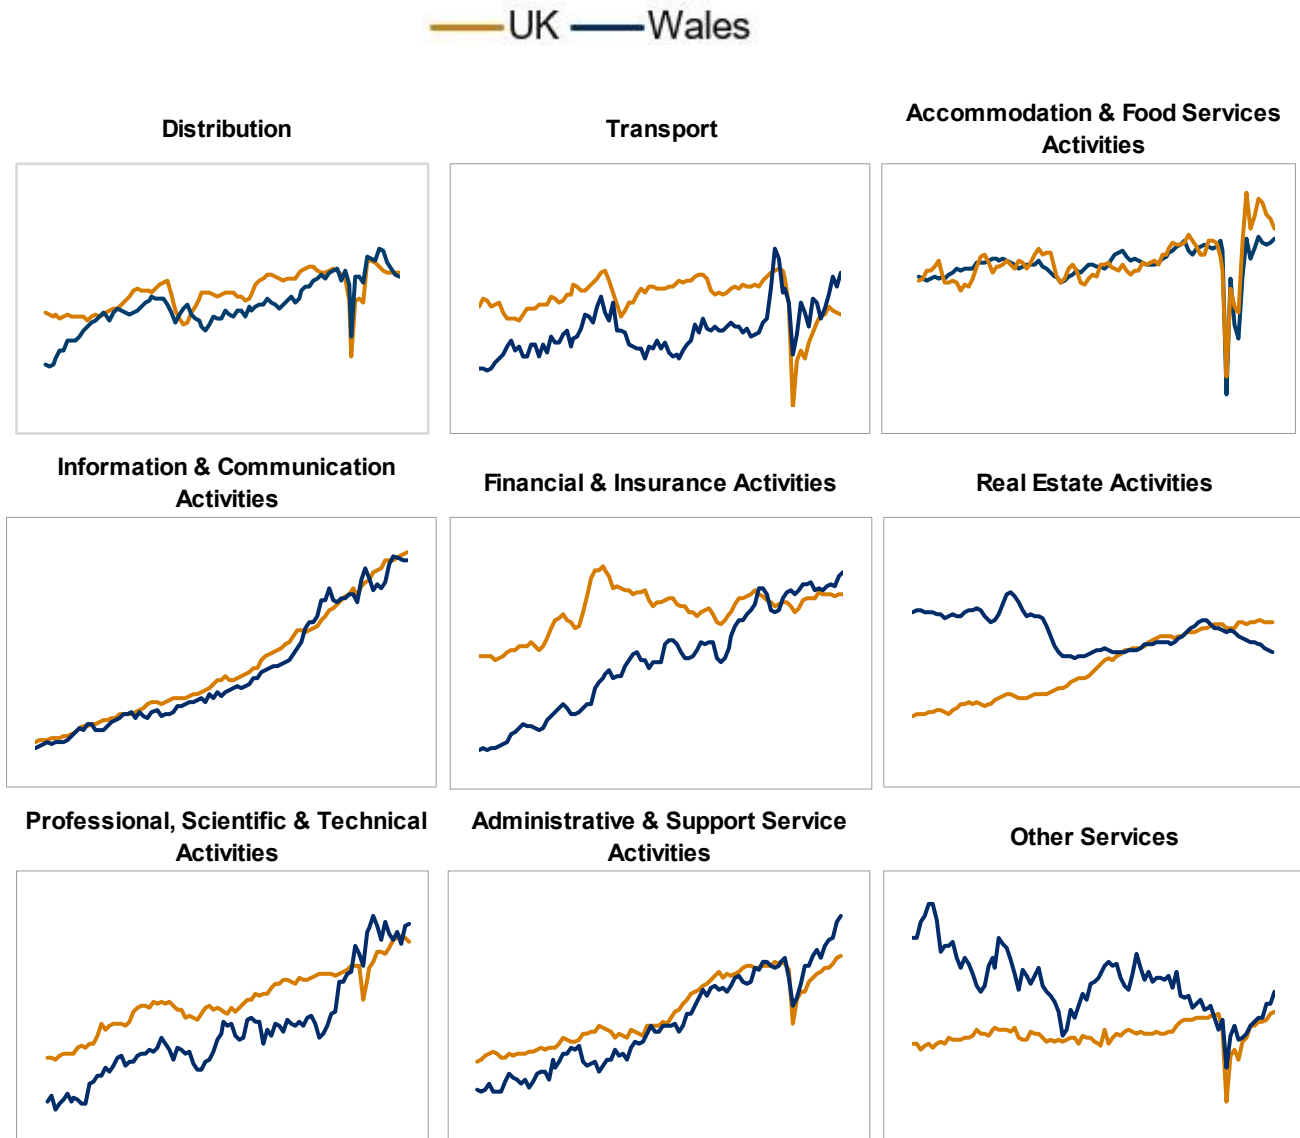 UK Wales
Distribution
Transport
Accommodation & Food Services
Activities
Information & Communication
Activities
Financial & Insurance Activities
Real Estate Activities
Professional, Scientific & Technical
Activities
Administrative & Support Service
Activities
Other Services